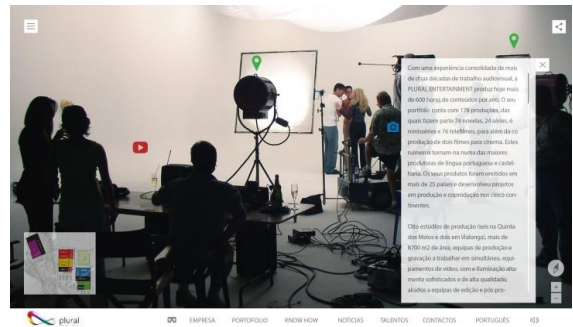 Com uma experiência consolidada de mais
de duas décadas de trabalho audiovisual, a
PLURAL ENTERTAINMENT produz hoje mais
de 600 horas de conteúdos por ano. O seu
portfólio conta com 178 produções, das
quais fazem parte 74 novelas, 24 séries, 6
minisséries e 76 telefilmes, para além da co
produção de dois filmes para cinema. Estes
números tornam-na numa das maiores
produtoras de língua portuguesa e castel-
hana. Os seus produtos foram emitidos em
mais de 25 países e desenvolveu projetos
em produção e coprodução nos cinco con-
tinentes.
Oito estúdios de produção (seis na Quinta
dos Melos e dois em Vialonga), mais de
8700 m2 de área, equipas de produção e
gravação a trabalhar em simultâneo, equi-
pamentos de vídeo, som e iluminação alta-
mente sofisticados e de alta qualidade,
aliados a equipas de edição e pós pro-
plural
EMPRESA PORTOFOLIO KNOW HOW NOTICIAS TALENTOS CONTACTOS PORTUGUÊS